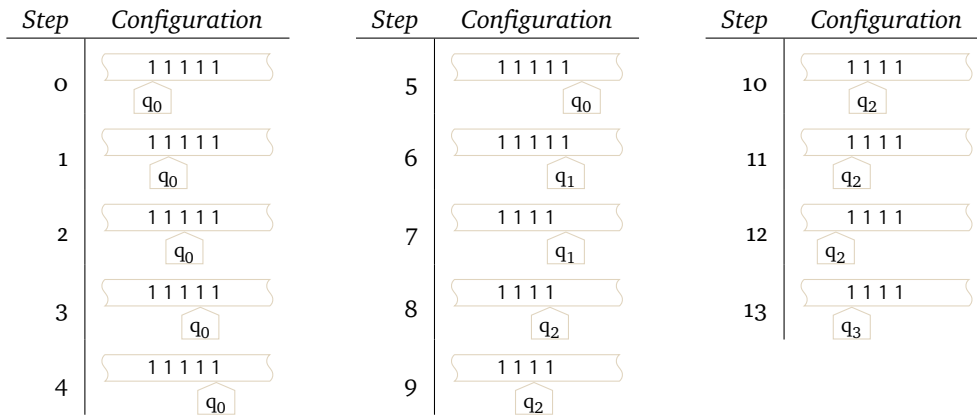 Step Configuration
0 1 1 1 1 1
q0
1 1 1 1 1 1
q0
2 1 1 1 1 1
q0
3 1 1 1 1 1
q0
4 1 1 1 1 1
q0
Step Configuration
5 1 1 1 1 1
q0
6 1 1 1 1 1
q1
7 1 1 1 1
q1
8 1 1 1 1
q2
9 1 1 1 1
q2
Step Configuration
10 1 1 1 1
q2
11 1 1 1 1
q2
12 1 1 1 1
q2
13 1 1 1 1
q3